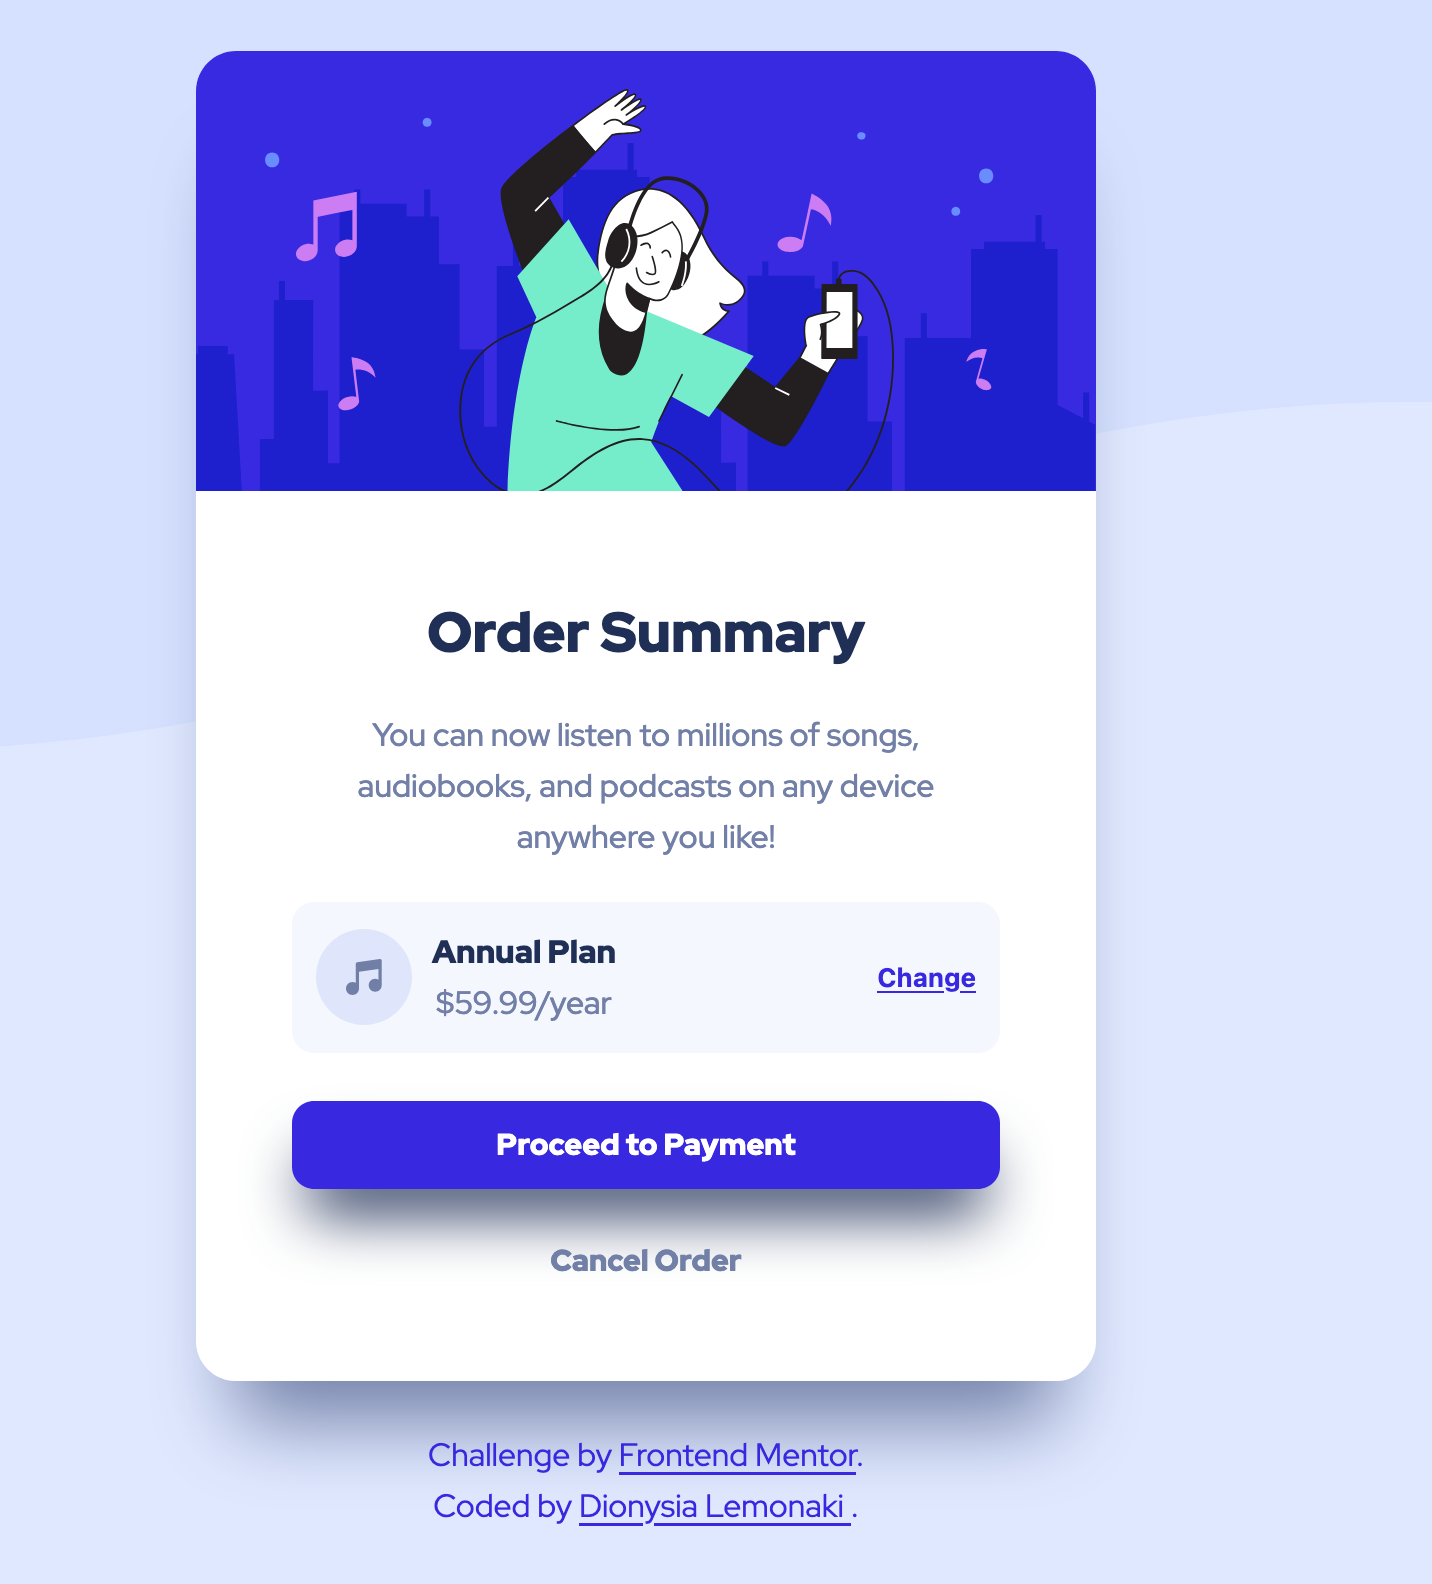 Order Summary
You can now listen to millions of songs,
audiobooks, and podcasts on any device
anywhere you like!
Annual Plan
$59.99/year
Change
Proceed to Payment
Cancel Order
Challenge by Frontend Mentor.
Coded by Dionysia Lemonaki .